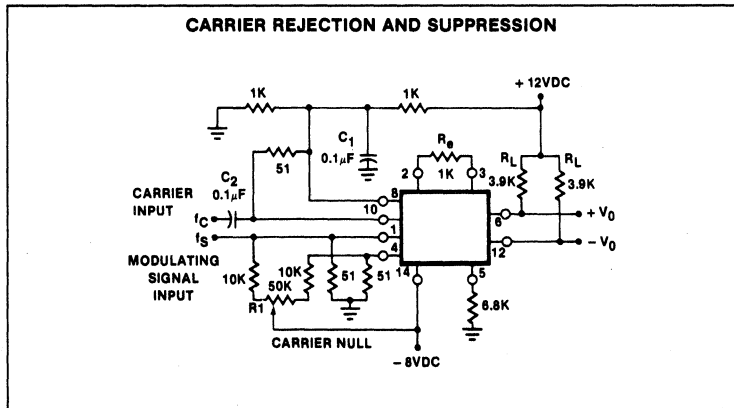 CARRIER REJECTION AND SUPPRESSION
+ 12VDC
1K
1K
C1
0.1μF
Re
1K
RL
3.9K
RL
3.9K
51
2
3
C2
0.1μF
CARRIER
INPUT
fC
fS
MODULATING
SIGNAL
INPUT
8
10
1
4
14
5
6
12
+ V0
- V0
10K
10K
50K
R1
51
51
6.8K
CARRIER NULL
- 8VDC